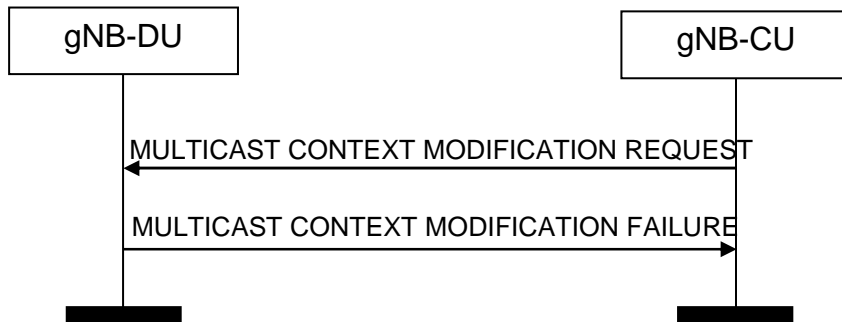 gNB-DU
gNB-CU
MULTICAST CONTEXT MODIFICATION REQUEST
MULTICAST CONTEXT MODIFICATION FAILURE